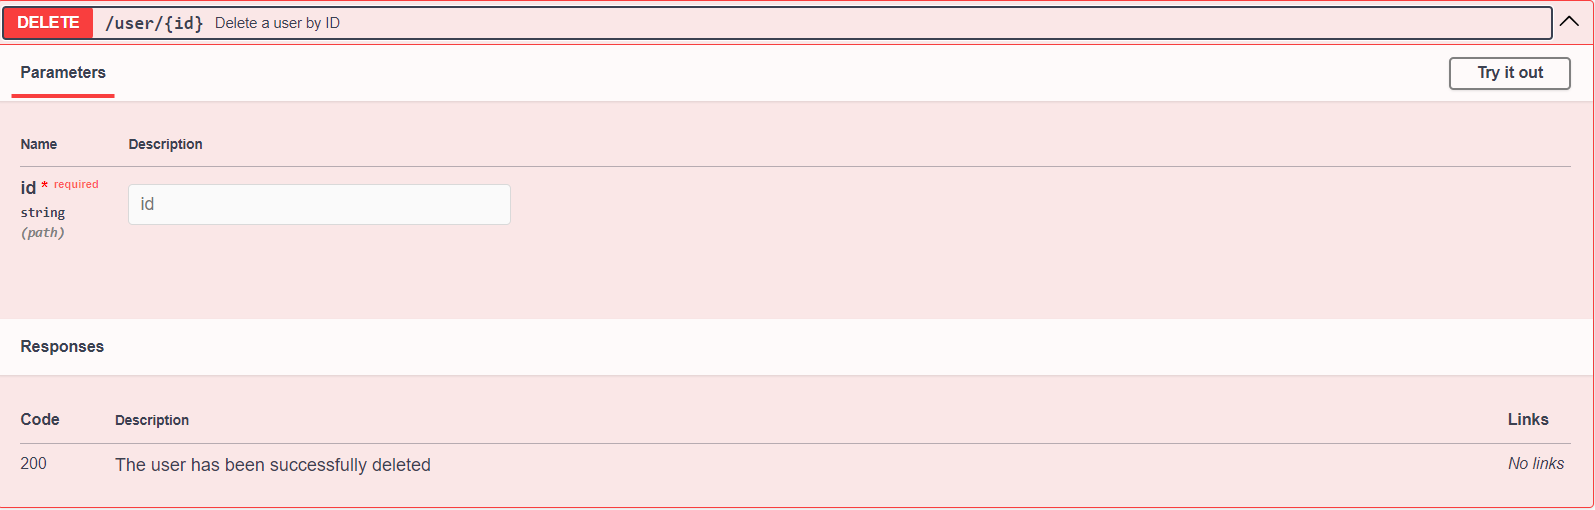 DELETE /user/{id} Delete a user by ID
Parameters Try it out
Name Description
id * required
string
(path)
id
Responses
Code Description Links
200 The user has been successfully deleted No links